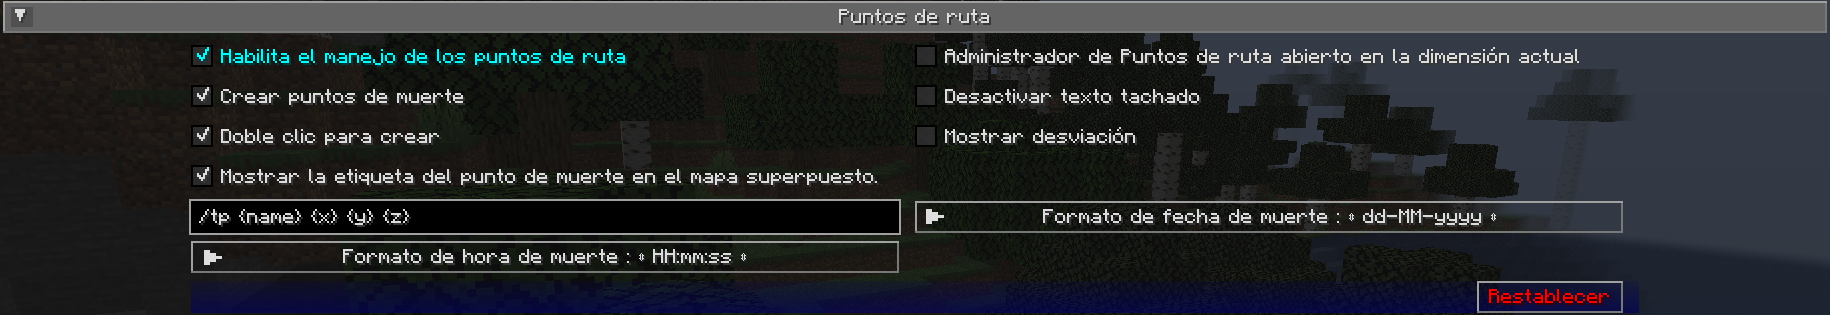 Puntos de ruta
Habilita el manejo de los puntos de ruta
Administrador de Puntos de ruta abierto en la dimensión actual
Crear puntos de muerte
Desactivar texto tachado
Doble clic para crear
Mostrar desviación
Mostrar la etiqueta del punto de muerte en el mapa superpuesto.
/tp {name} {x} {y} {z}
Formato de fecha de muerte : * dd-MM-yyyy *
Formato de hora de muerte : * HH:mm:ss *
Restablecer